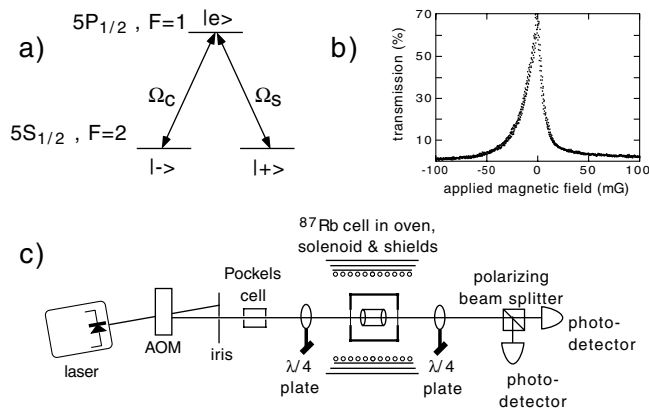 a)
5P1/2 , F=1
|e>
Ωc
Ωs
5S1/2 , F=2
|->
|+>
b)
transmission (%)
70
50
30
10
-100
-50
0
50
100
applied magnetic field (mG)
c)
87Rb cell in oven,
solenoid & shields
Pockels
cell
polarizing
beam splitter
laser
AOM
iris
λ/4
plate
λ/4
plate
photo-
detector
photo-
detector